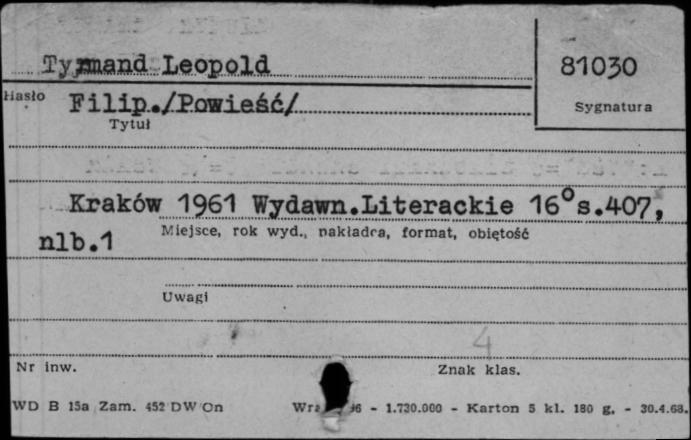 Tyrmand Leopold
81030
Hasło
Filip./Powieść/
Sygnatura
Tytuł
Kraków 1961 Wydawn.Literackie 16° s.407,
nlb.1
Miejsce, rok wyd., nakładca, format, objętość
Uwagi
4
Nr inw.
Znak klas.
WD B 15a Zam. 452 DW On - 1.730.000 - Karton 5 kl. 180 g. - 30.4.68.